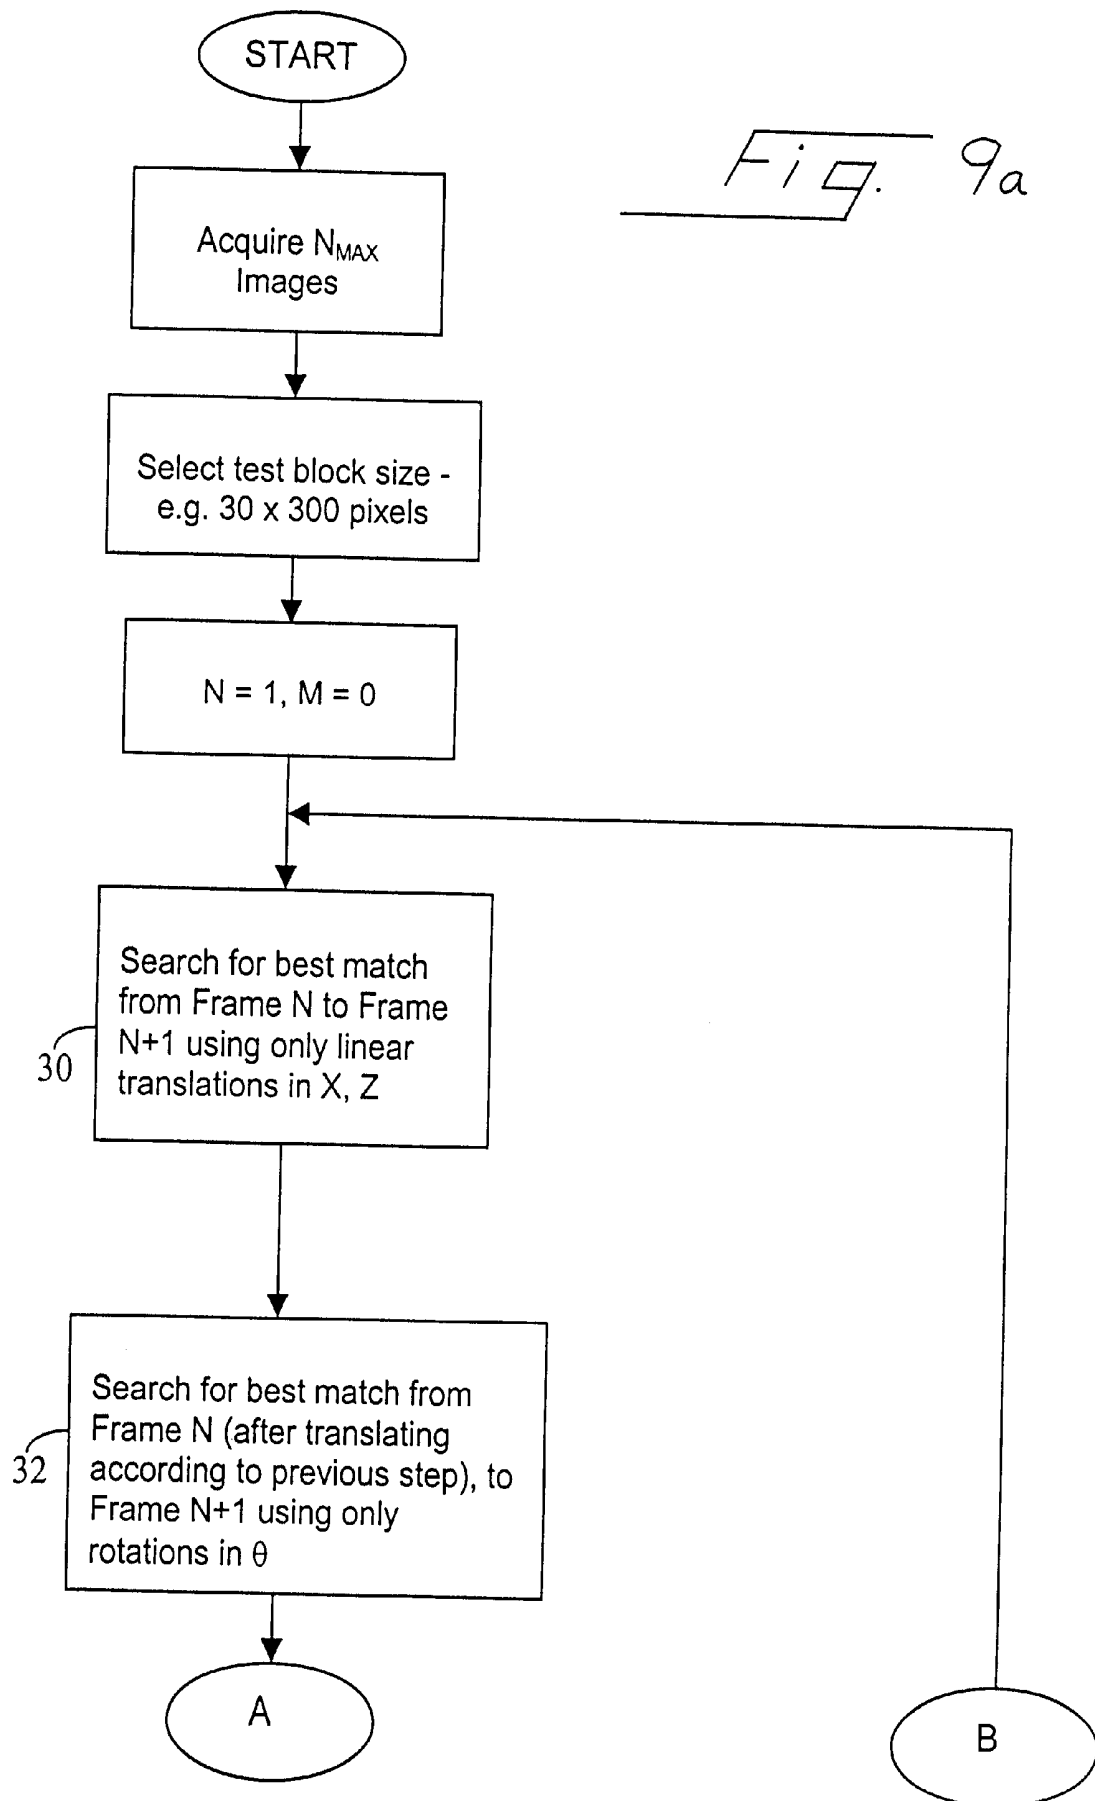 START
Fig. 9a
Acquire NMAX
Images
Select test block size -
e.g. 30 x 300 pixels
N = 1, M = 0
Search for best match
from Frame N to Frame
N+1 using only linear
translations in X, Z
30
Search for best match from
Frame N (after translating
according to previous step), to
Frame N+1 using only
rotations in θ
32
A
B